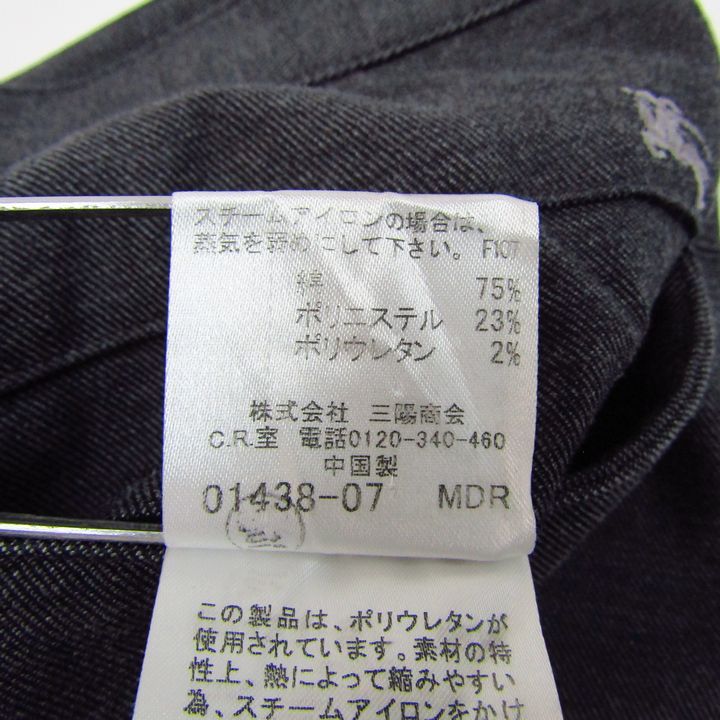 スチームアイロンの場合は、
蒸気を弱めにして下さい。 F107
綿 75%
ポリエステル 23%
ポリウレタン 2%
株式会社 三陽商会
C.R.室 電話0120-340-460
中国製
01438-07 MDR
この製品は、ポリウレタンが
使用されています。素材の特
性上、熱によって縮みやすい
為、スチームアイロンをかけ